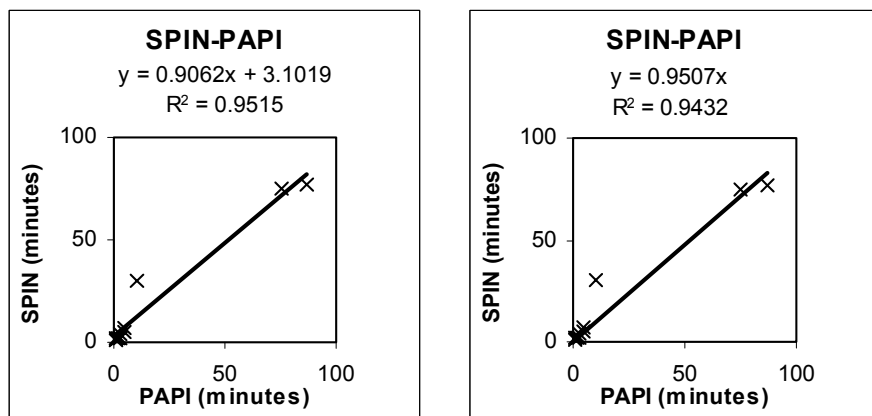 SPIN-PAPI
y = 0.9062x + 3.1019
R² = 0.9515
100
50
0
SPIN (minutes)
0 50 100
PAPI (minutes)
SPIN-PAPI
y = 0.9507x
R² = 0.9432
100
50
0
SPIN (minutes)
0 50 100
PAPI (minutes)